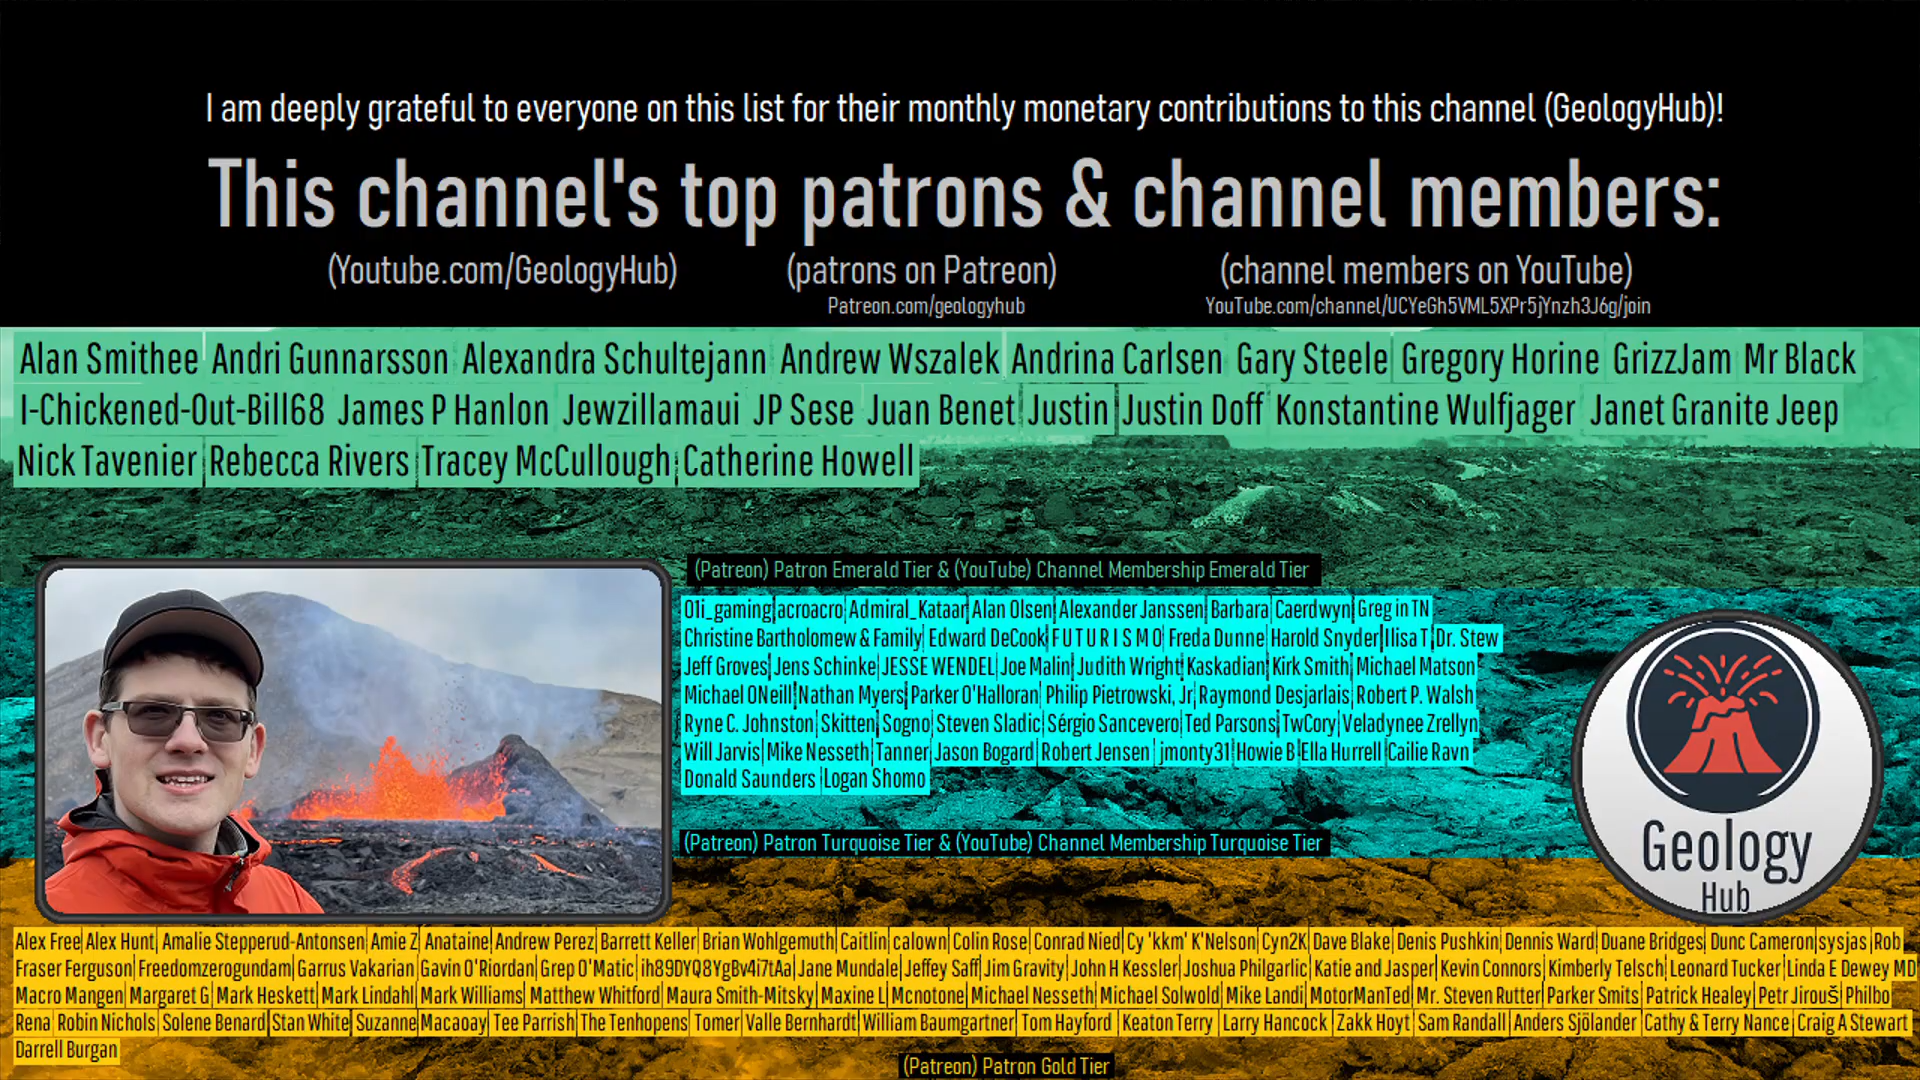 I am deeply grateful to everyone on this list for their monthly monetary contributions to this channel (GeologyHub)!
This channel's top patrons & channel members:
(Youtube.com/GeologyHub) (patrons on Patreon) (channel members on YouTube)
Patreon.com/geologyhub YouTube.com/channel/UCYeGh5VML5XPr5jYnzh3J6g/join
Alan Smithee Andri Gunnarsson Alexandra Schultejann Andrew Wszalek Andrina Carlsen Gary Steele Gregory Horine GrizzJam Mr Black
I-Chickened-Out-Bill68 James P Hanlon Jewzillamaui JP Sese Juan Benet Justin Justin Doff Konstantine Wulfjager Janet Granite Jeep
Nick Tavenier Rebecca Rivers Tracey McCullough Catherine Howell
(Patreon) Patron Emerald Tier & (YouTube) Channel Membership Emerald Tier
01i_gaming acroacro Admiral_Kataar Alan Olsen Alexander Janssen Barbara Caerdwyn Greg in TN
Christine Bartholomew & Family Edward DeCook F U T U R I S M O Freda Dunne Harold Snyder Ilisa T Dr. Stew
Jeff Groves Jens Schinke JESSE WENDEL Joe Malin Judith Wright Kaskadian Kirk Smith Michael Matson
Michael ONeill Nathan Myers Parker O'Halloran Philip Pietrowski, Jr Raymond Desjarlais Robert P. Walsh
Ryne C. Johnston Skitten Sogno Steven Sladic Sérgio Sancevero Ted Parsons TwCory Veladynee Zrellyn
Will Jarvis Mike Nesseth Tanner Jason Bogard Robert Jensen jmonty31 Howie B Ella Hurrell Cailie Ravn
Donald Saunders Logan Shomo
(Patreon) Patron Turquoise Tier & (YouTube) Channel Membership Turquoise Tier
Geology
Hub
Alex Free Alex Hunt Amalie Stepperud-Antonsen Amie Z Anataine Andrew Perez Barrett Keller Brian Wohlgemuth Caitlin calown Colin Rose Conrad Nied Cy 'kkm' K'Nelson Cyn2K Dave Blake Denis Pushkin Dennis Ward Duane Bridges Dunc Cameron sysjas Rob
Fraser Ferguson Freedomzerogundam Garrus Vakarian Gavin O'Riordan Grep O'Matic ih89DYQ8YgBv4i7tAa Jane Mundale Jeffey Saff Jim Gravity John H Kessler Joshua Philgarlic Katie and Jasper Kevin Connors Kimberly Telsch Leonard Tucker Linda E Dewey MD
Macro Mangen Margaret G Mark Heskett Mark Lindahl Mark Williams Matthew Whitford Maura Smith-Mitsky Maxine L Mcnotone Michael Nesseth Michael Solwold Mike Landi MotorManTed Mr. Steven Rutter Parker Smits Patrick Healey Petr Jirouš Philbo
Rena Robin Nichols Solene Benard Stan White Suzanne Macaoay Tee Parrish The Tenhopens Tomer Valle Bernhardt William Baumgartner Tom Hayford Keaton Terry Larry Hancock Zakk Hoyt Sam Randall Anders Sjölander Cathy & Terry Nance Craig A Stewart
Darrell Burgan
(Patreon) Patron Gold Tier